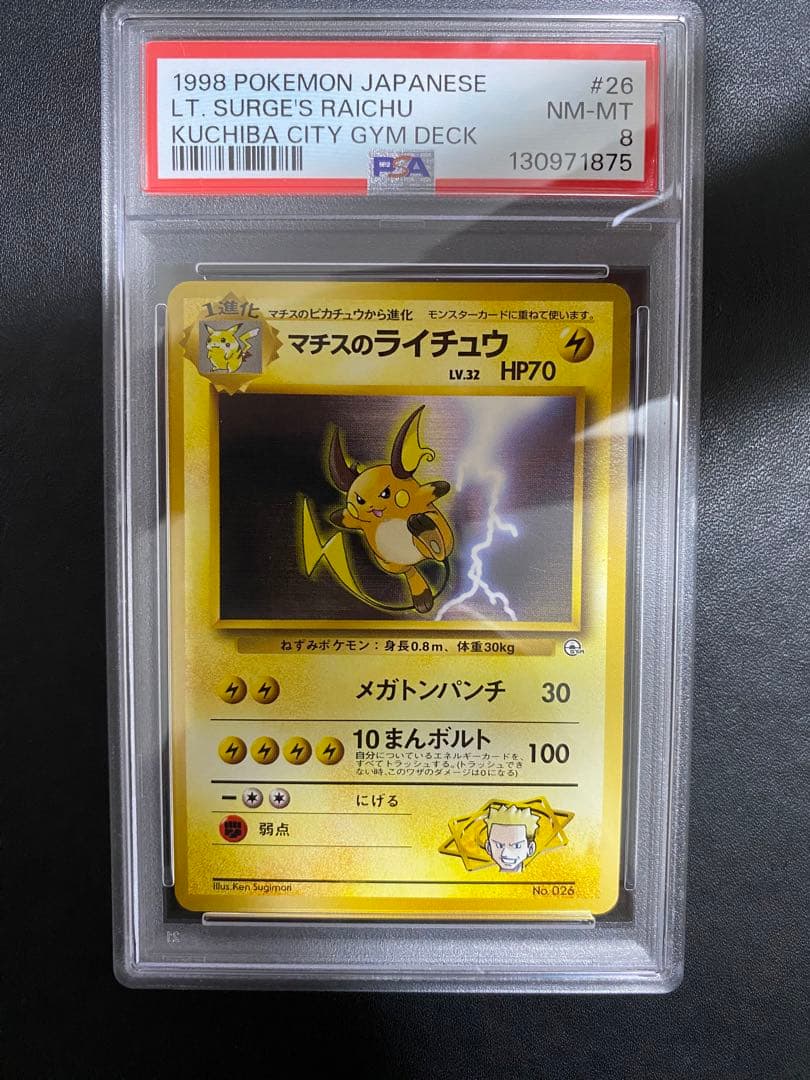 1998 POKEMON JAPANESE #26
LT. SURGE'S RAICHU NM-MT
KUCHIBA CITY GYM DECK 8
PSA 130971875
1進化 マチスのピカチュウから進化 モンスターカードに重ねて使います。
マチスのライチュウ
LV.32 HP70
ねずみポケモン：身長0.8m、体重30kg
GYM
メガトンパンチ 30
10まんボルト 100
自分についているエネルギーカードを、
すべてトラッシュする。(トラッシュでき
ない時、このワザのダメージは0になる)
にげる
弱点
Illus.Ken Sugimori No.026